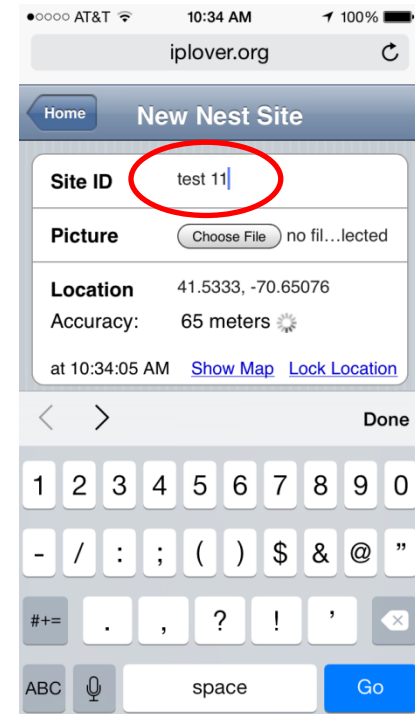 ●○○○○ AT&T 10:34 AM 100%
iplover.org
Home New Nest Site
Site ID test 11
Picture Choose File no fil...lected
Location 41.5333, -70.65076
Accuracy: 65 meters
at 10:34:05 AM Show Map Lock Location
Done
1 2 3 4 5 6 7 8 9 0
- / : ; ( ) $ & @ "
#+= . , ? ! '
ABC space Go